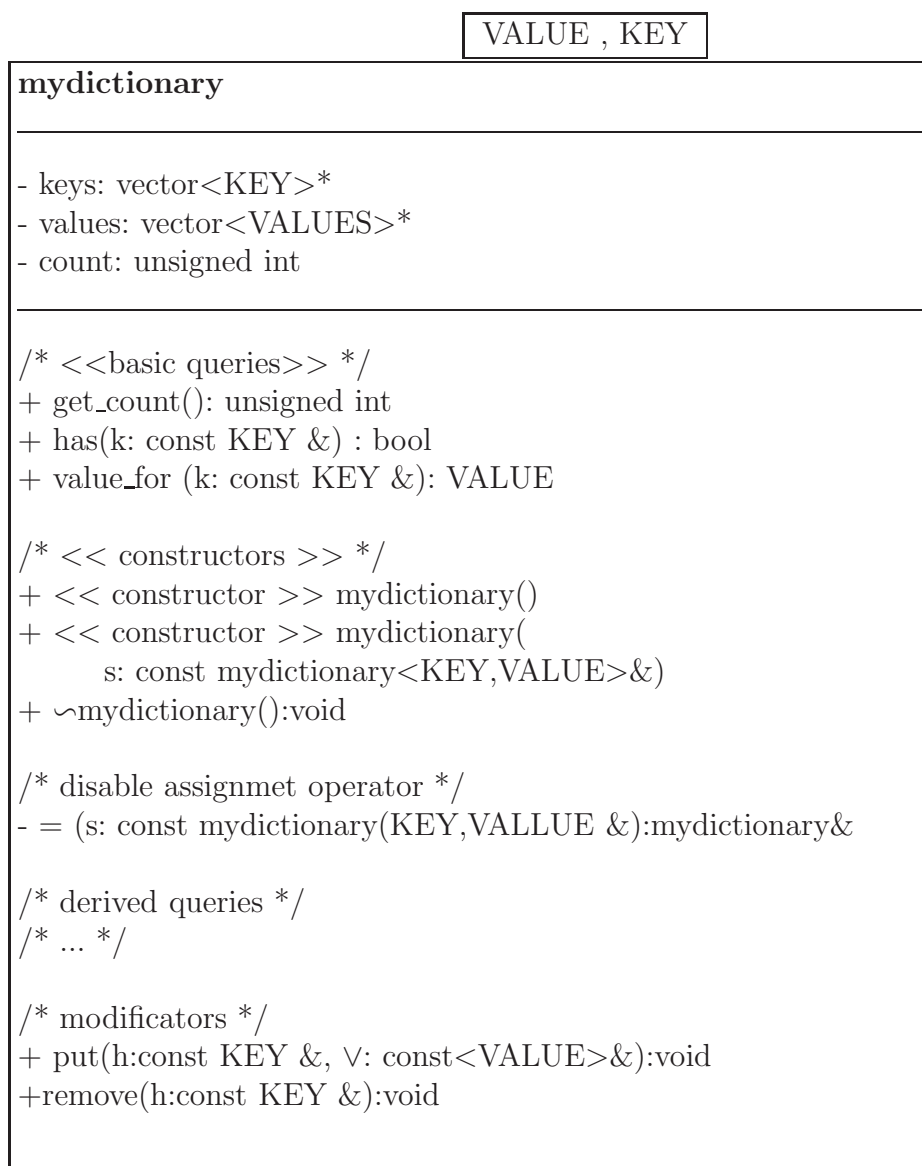 VALUE , KEY
mydictionary
- keys: vector<KEY>*
- values: vector<VALUES>*
- count: unsigned int
/* <<basic queries>> */
+ get_count(): unsigned int
+ has(k: const KEY &) : bool
+ value_for (k: const KEY &): VALUE
/* << constructors >> */
+ << constructor >> mydictionary()
+ << constructor >> mydictionary(
s: const mydictionary<KEY,VALUE>&)
+ ∽mydictionary():void
/* disable assignmet operator */
- = (s: const mydictionary(KEY,VALLUE &):mydictionary&
/* derived queries */
/* ... */
/* modificators */
+ put(h:const KEY &, ∨: const<VALUE>&):void
+remove(h:const KEY &):void